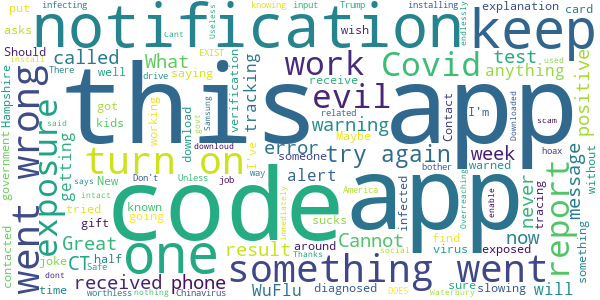 put infecting notification knowing input Trump installing explanation card keep
asks There Useless Cant wish EXIST
Should called What work Covid test anything
Hampshire install well saying verification receive evil tracking
government went wrong exposure kids got drive working Samsung download govt related warning Contact I'm Downloaded scam hoax positive
this app
turn on I've error someone try again week warned message
getting says Don't Unless downloud job way alert America infected bother Overreaching never tracing enable without
New tried known going code app find virus exposed now report
contacted intact gift immediately sucks
Great result around social Cannot something
joke CT half one something went sure slowing will
time Safe received phone WuFlu diagnosed
dont worthless nothing Chinavirus Thanks endlessly DOES Waterbury used said